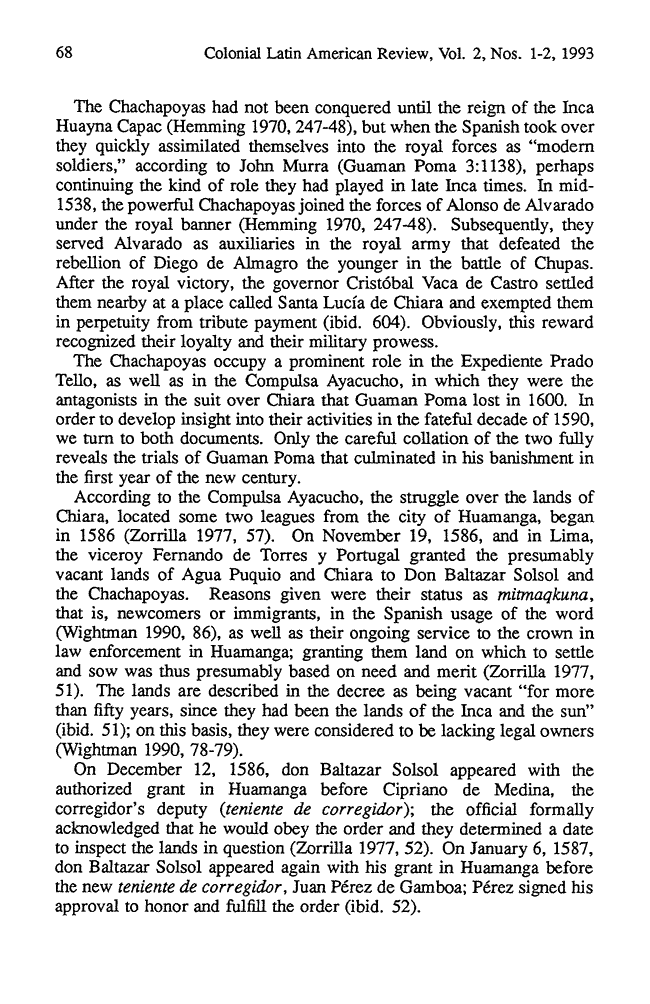 68 Colonial Latin American Review, Vol. 2, Nos. 1-2, 1993
The Chachapoyas had not been conquered until the reign of the Inca
Huayna Capac (Hemming 1970, 247-48), but when the Spanish took over
they quickly assimilated themselves into the royal forces as “modern
soldiers,” according to John Murra (Guaman Poma 3:1138), perhaps
continuing the kind of role they had played in late Inca times. In mid-
1538, the powerful Chachapoyas joined the forces of Alonso de Alvarado
under the royal banner (Hemming 1970, 247-48). Subsequently, they
served Alvarado as auxiliaries in the royal army that defeated the
rebellion of Diego de Almagro the younger in the battle of Chupas.
After the royal victory, the governor Cristóbal Vaca de Castro settled
them nearby at a place called Santa Lucía de Chiara and exempted them
in perpetuity from tribute payment (ibid. 604). Obviously, this reward
recognized their loyalty and their military prowess.
The Chachapoyas occupy a prominent role in the Expediente Prado
Tello, as well as in the Compulsa Ayacucho, in which they were the
antagonists in the suit over Chiara that Guaman Poma lost in 1600. In
order to develop insight into their activities in the fateful decade of 1590,
we turn to both documents. Only the careful collation of the two fully
reveals the trials of Guaman Poma that culminated in his banishment in
the first year of the new century.
According to the Compulsa Ayacucho, the struggle over the lands of
Chiara, located some two leagues from the city of Huamanga, began
in 1586 (Zorrilla 1977, 57). On November 19, 1586, and in Lima,
the viceroy Fernando de Torres y Portugal granted the presumably
vacant lands of Agua Puquio and Chiara to Don Baltazar Solsol and
the Chachapoyas. Reasons given were their status as mitmaqkuna,
that is, newcomers or immigrants, in the Spanish usage of the word
(Wightman 1990, 86), as well as their ongoing service to the crown in
law enforcement in Huamanga; granting them land on which to settle
and sow was thus presumably based on need and merit (Zorrilla 1977,
51). The lands are described in the decree as being vacant “for more
than fifty years, since they had been the lands of the Inca and the sun”
(ibid. 51); on this basis, they were considered to be lacking legal owners
(Wightman 1990, 78-79).
On December 12, 1586, don Baltazar Solsol appeared with the
authorized grant in Huamanga before Cipriano de Medina, the
corregidor’s deputy (teniente de corregidor); the official formally
acknowledged that he would obey the order and they determined a date
to inspect the lands in question (Zorrilla 1977, 52). On January 6, 1587,
don Baltazar Solsol appeared again with his grant in Huamanga before
the new teniente de corregidor, Juan Pérez de Gamboa; Pérez signed his
approval to honor and fulfill the order (ibid. 52).